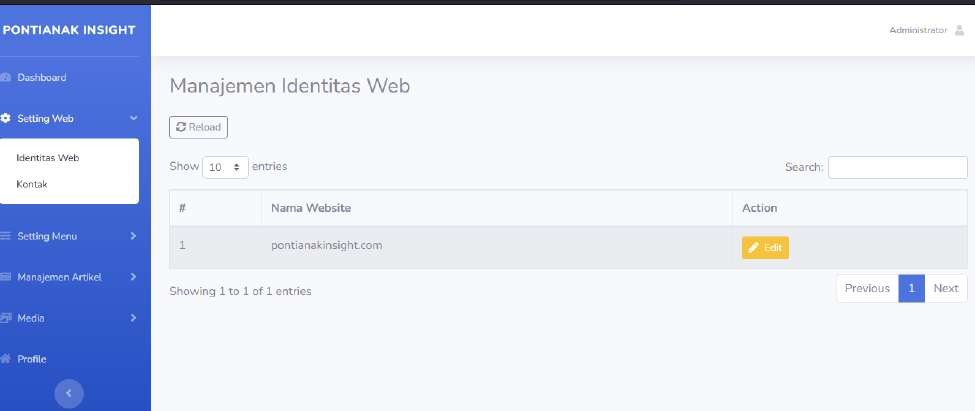 PONTIANAK INSIGHT
Administrator
Dashboard
Setting Web
Identitas Web
Kontak
Setting Menu
Manajemen Artikel
Media
Profile
Manajemen Identitas Web
Reload
Show 10 entries
Search:
# Nama Website Action
1 pontianakinsight.com Edit
Showing 1 to 1 of 1 entries
Previous 1 Next